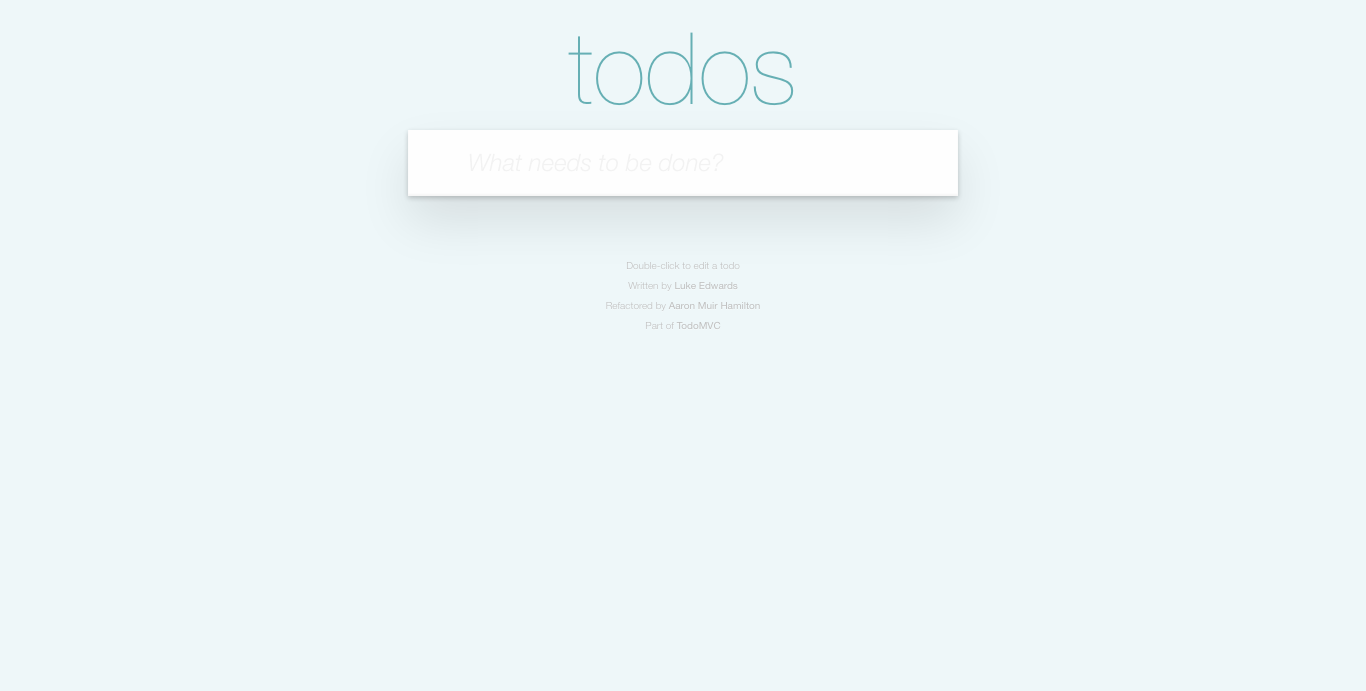 todos
What needs to be done?
Double-click to edit a todo
Written by Luke Edwards
Refactored by Aaron Muir Hamilton
Part of TodoMVC